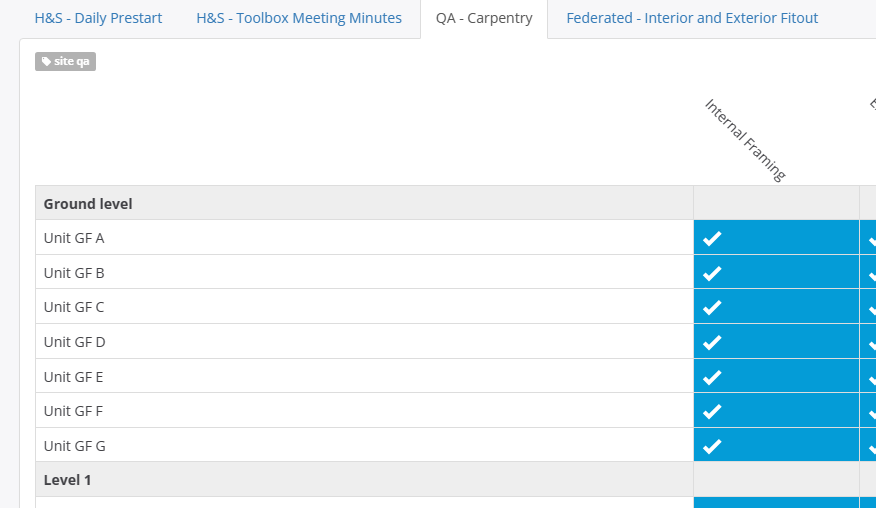 H&S - Daily Prestart H&S - Toolbox Meeting Minutes QA - Carpentry Federated - Interior and Exterior Fitout
site qa
Internal Framing
Ground level
Unit GF A
Unit GF B
Unit GF C
Unit GF D
Unit GF E
Unit GF F
Unit GF G
Level 1